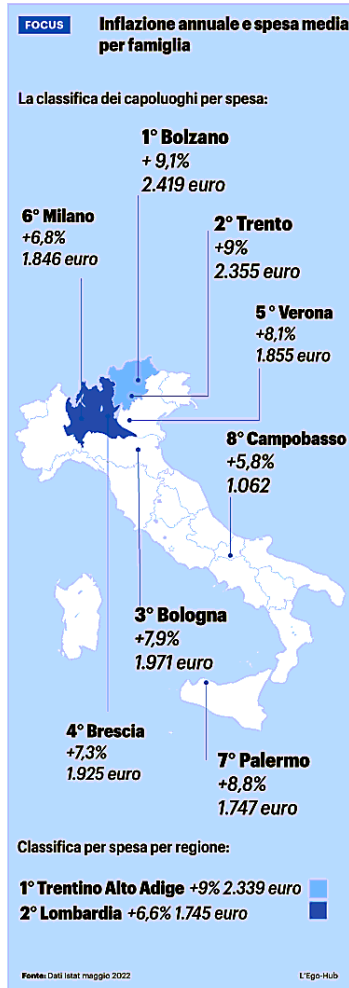 FOCUS
Inflazione annuale e spesa media
per famiglia
La classifica dei capoluoghi per spesa:
1° Bolzano
+ 9,1%
2.419 euro
6° Milano
+6,8%
1.846 euro
2° Trento
+9%
2.355 euro
5 ° Verona
+8,1%
1.855 euro
8° Campobasso
+5,8%
1.062
3° Bologna
+7,9%
1.971 euro
4° Brescia
+7,3%
1.925 euro
7° Palermo
+8,8%
1.747 euro
Classifica per spesa per regione:
1° Trentino Alto Adige +9% 2.339 euro
2° Lombardia +6,6% 1.745 euro
Fonte: Dati Istat maggio 2022
L'Ego-Hub